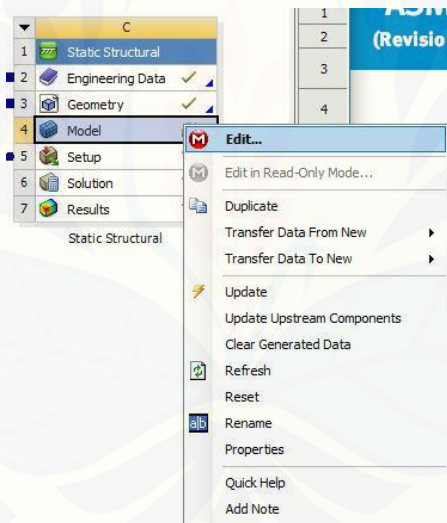 C
1 Static Structural
2 Engineering Data
3 Geometry
4 Model
5 Setup
6 Solution
7 Results
Static Structural
1
2
3
4
(Revisio
Edit...
Edit in Read-Only Mode...
Duplicate
Transfer Data From New
Transfer Data To New
Update
Update Upstream Components
Clear Generated Data
Refresh
Reset
a|b Rename
Properties
Quick Help
Add Note